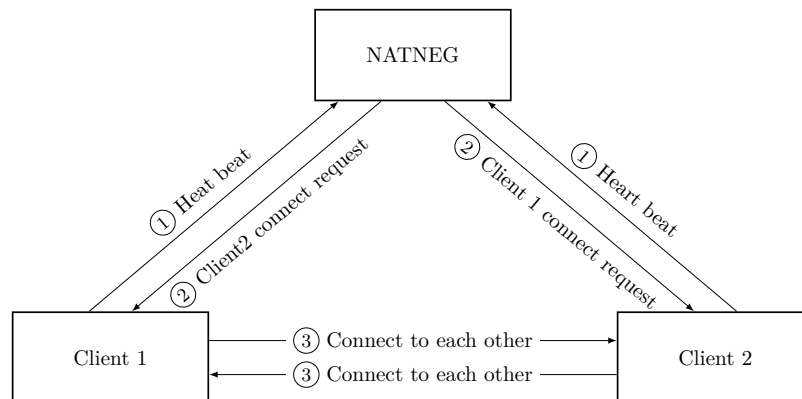 NATNEG
① Heat beat
② Client2 connect request
② Client 1 connect request
① Heart beat
Client 1
③ Connect to each other
③ Connect to each other
Client 2